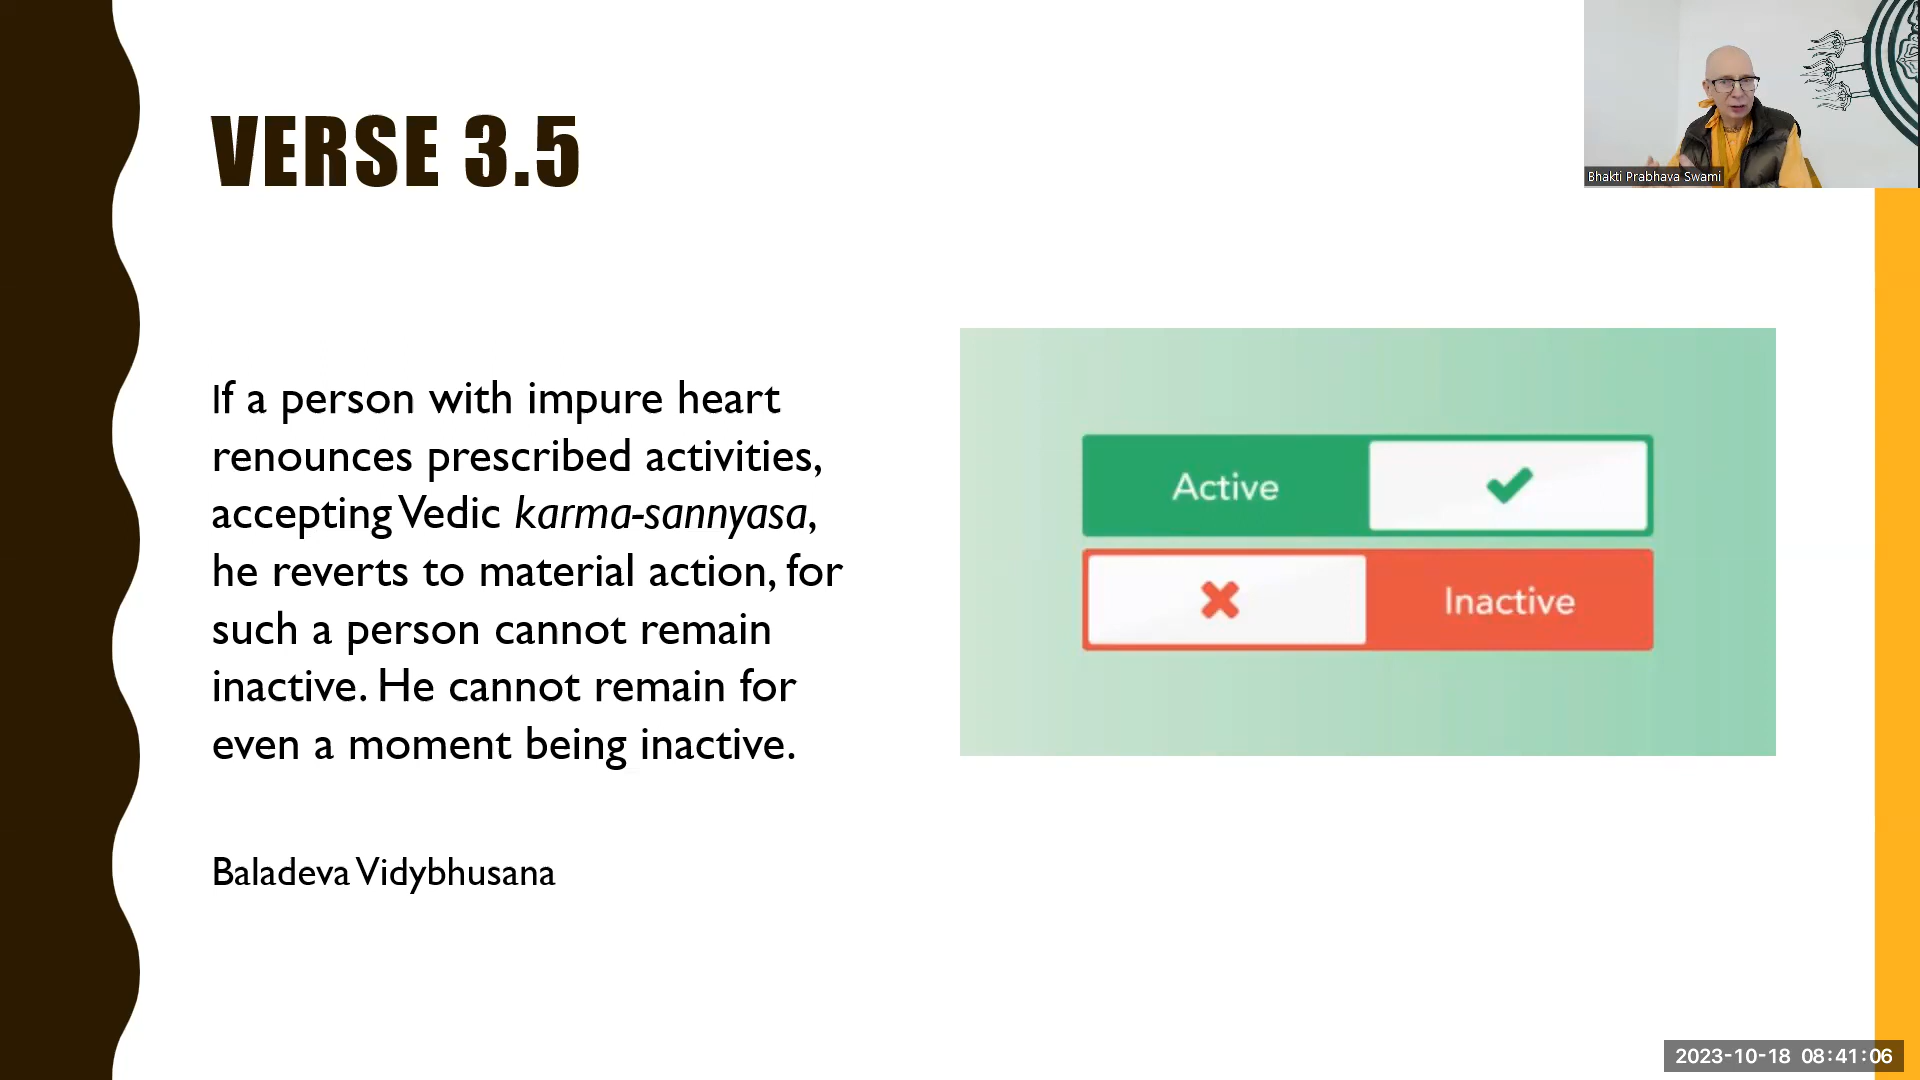 VERSE 3.5
Bhakti Prabhava Swami
If a person with impure heart
renounces prescribed activities,
accepting Vedic karma-sannyasa,
he reverts to material action, for
such a person cannot remain
inactive. He cannot remain for
even a moment being inactive.
Baladeva Vidybhusana
Active
Inactive
2023-10-18 08:41:06